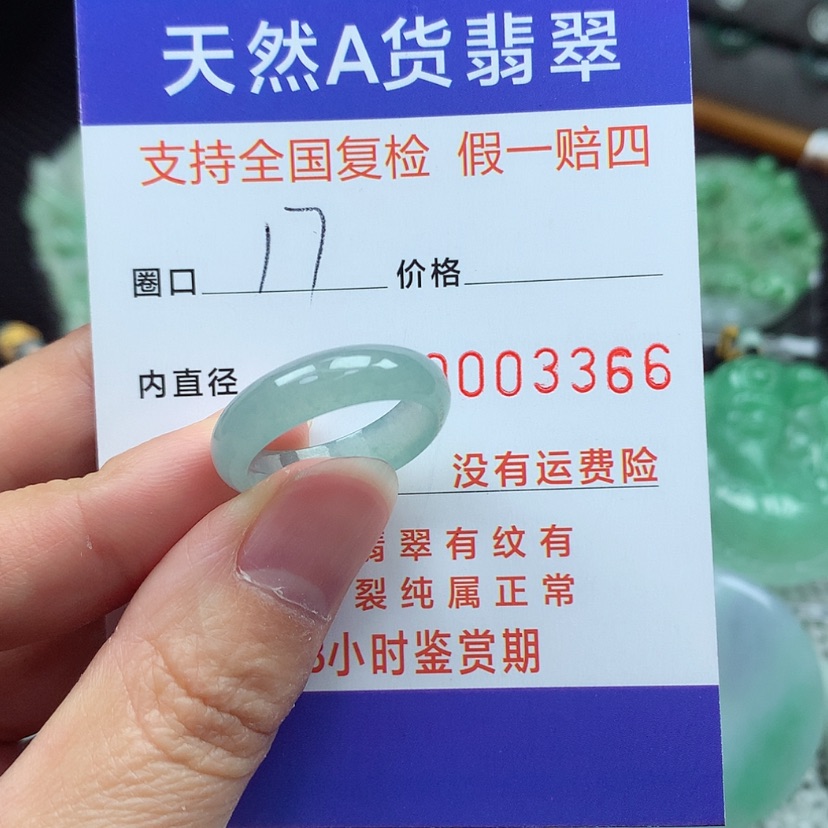 天然A货翡翠
支持全国复检 假一赔四
圈口 17 价格
内直径 0003366
没有运费险
翡翠有纹有
裂纯属正常
8小时鉴赏期